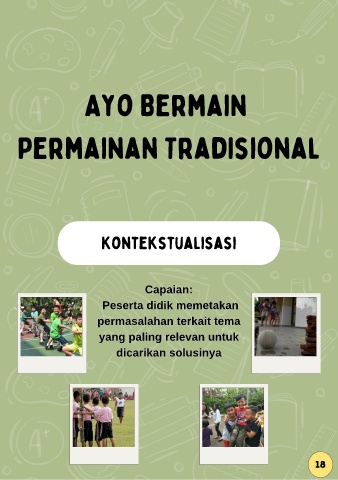 AYO BERMAIN
PERMAINAN TRADISIONAL
KONTEKSTUALISASI
Capaian:
Peserta didik memetakan
permasalahan terkait tema
yang paling relevan untuk
dicarikan solusinya
18